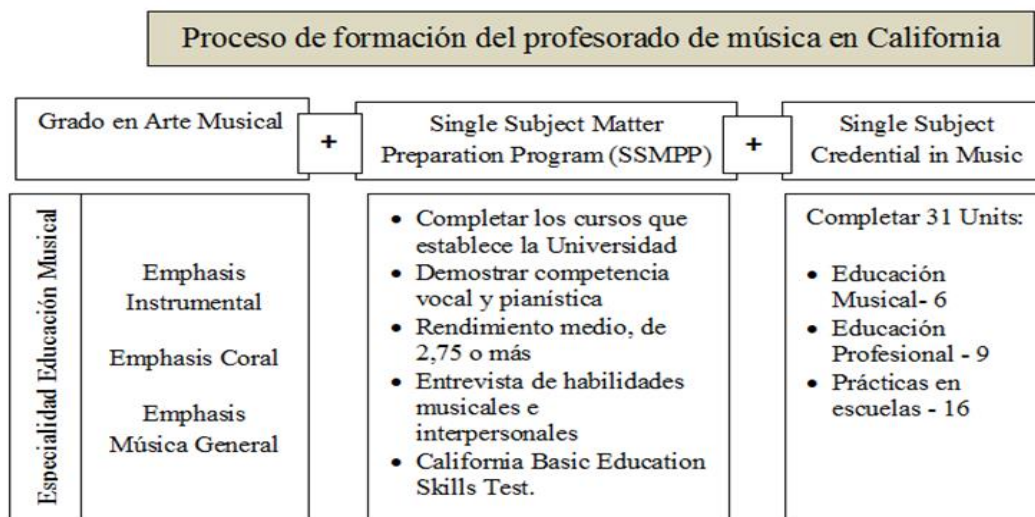 Proceso de formación del profesorado de música en California
Grado en Arte Musical
+
Single Subject Matter
Preparation Program (SSMPP)
+
Single Subject
Credential in Music
Especialidad Educación Musical
Emphasis
Instrumental
Emphasis Coral
Emphasis
Música General
• Completar los cursos que
establece la Universidad
• Demostrar competencia
vocal y pianística
• Rendimiento medio, de
2,75 o más
• Entrevista de habilidades
musicales e
interpersonales
• California Basic Education
Skills Test.
Completar 31 Units:
• Educación
Musical- 6
• Educación
Profesional - 9
• Prácticas en
escuelas - 16